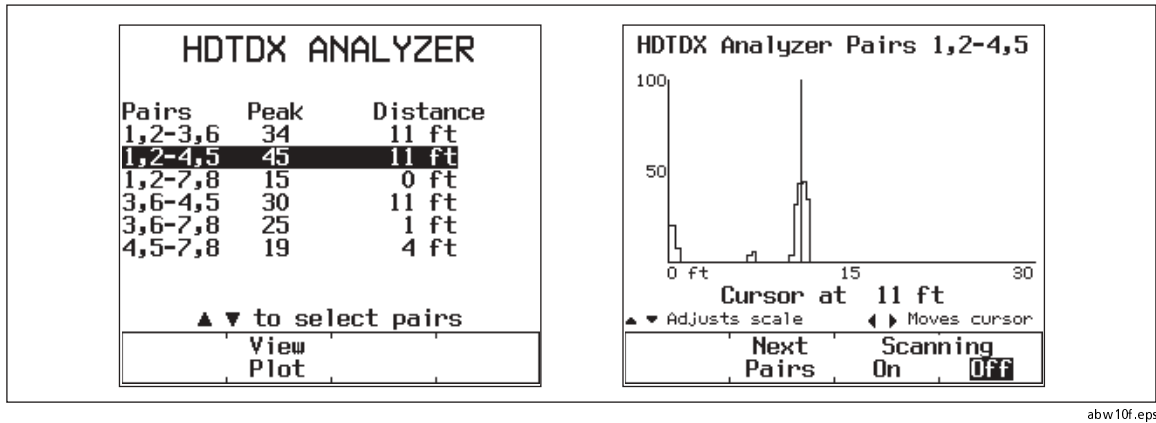 HDTDX ANALYZER
Pairs Peak Distance
1,2-3,6 34 11 ft
1,2-4,5 45 11 ft
1,2-7,8 15 0 ft
3,6-4,5 30 11 ft
3,6-7,8 25 1 ft
4,5-7,8 19 4 ft
▲ ▼ to select pairs
View
Plot
HDTDX Analyzer Pairs 1,2-4,5
100
50
0 ft 15 30
Cursor at 11 ft
▲ ▼ Adjusts scale ◀ ▶ Moves cursor
Next Scanning
Pairs On Off
abw10f.eps